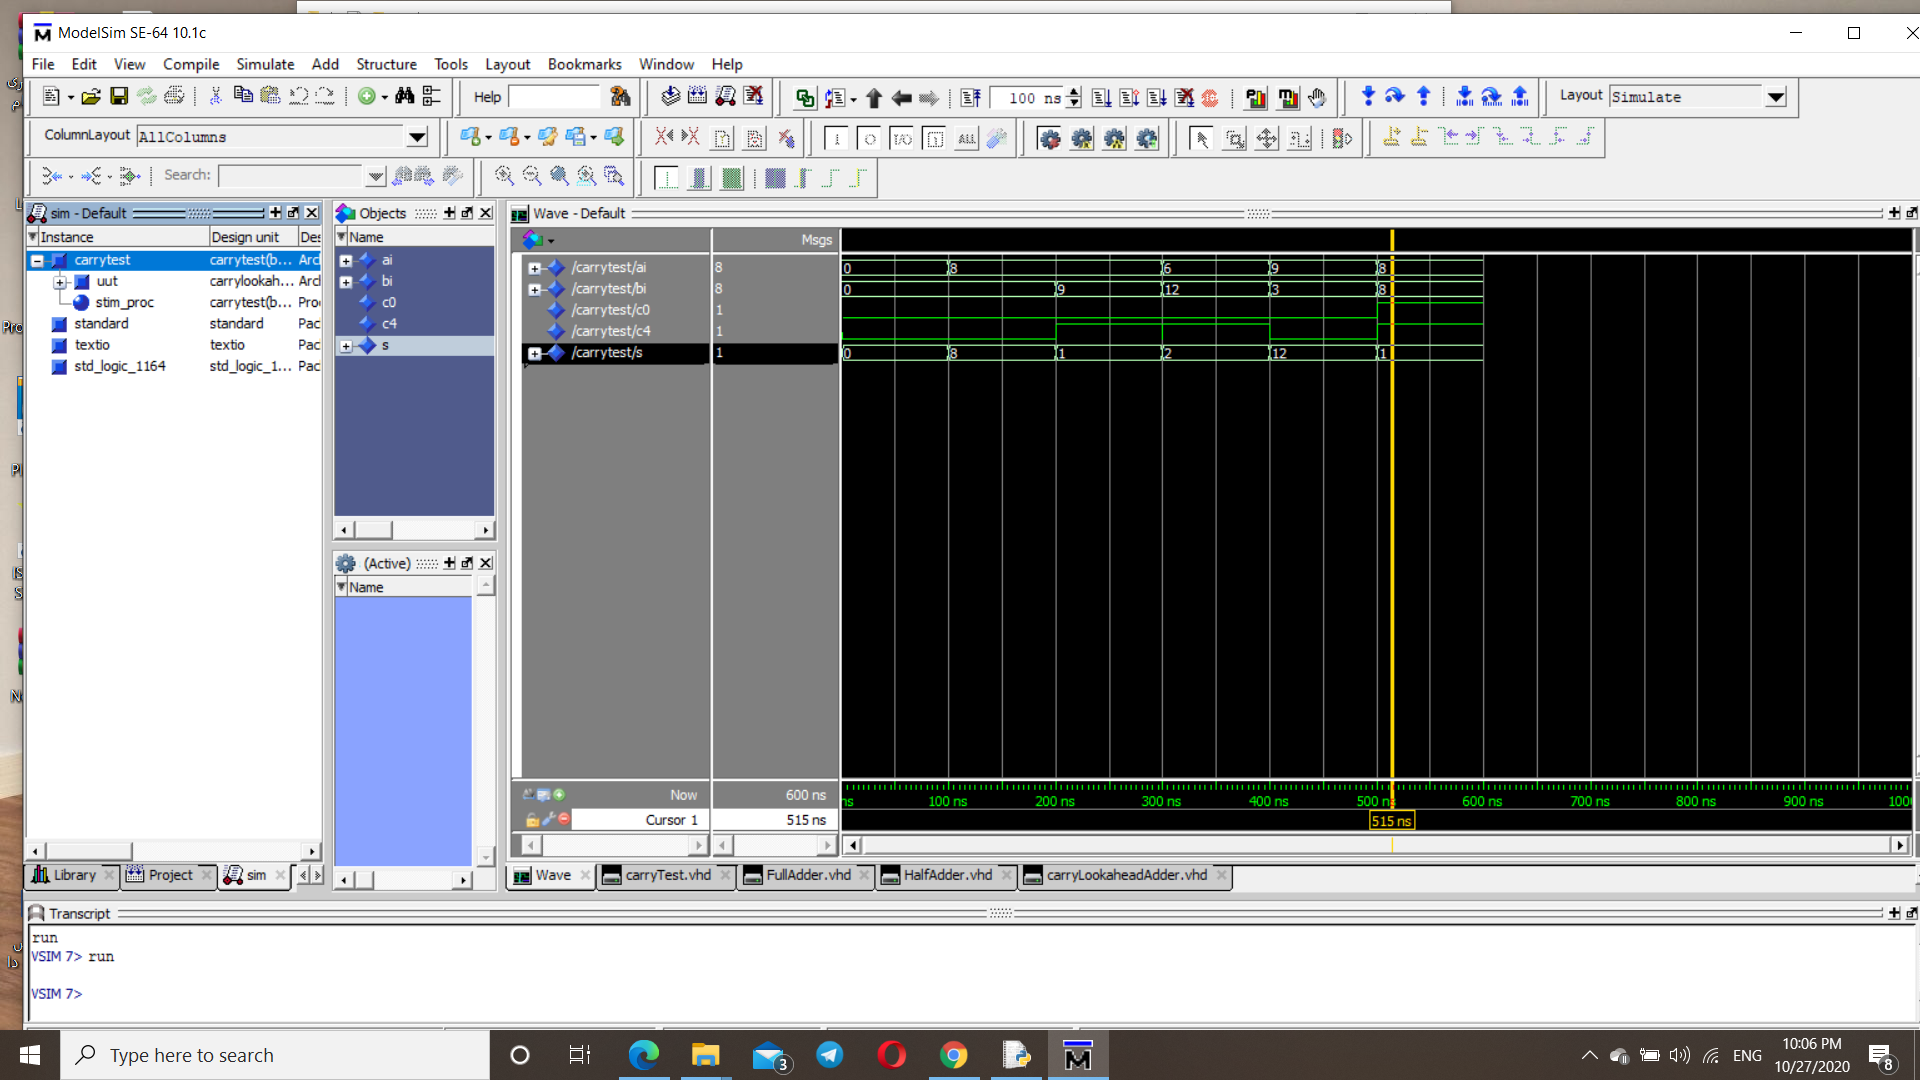 ModelSim SE-64 10.1c
File Edit View Compile Simulate Add Structure Tools Layout Bookmarks Window Help
Help 100 ns Layout Simulate
ColumnLayout AllColumns
Search:
sim - Default
Instance Design unit
carrytest carrytest(b... Arch
uut carrylookah... Arch
stim_proc carrytest(b... Pro
standard standard Pac
textio textio Pac
std_logic_1164 std_logic_1... Pac
Objects
Name
ai
bi
c0
c4
s
(Active)
Name
Wave - Default
Msgs
/carrytest/ai 8 0 8 6 9 8
/carrytest/bi 8 0 9 12 3 8
/carrytest/c0 1
/carrytest/c4 1
/carrytest/s 1 0 8 1 2 12 1
Now 600 ns ns 100 ns 200 ns 300 ns 400 ns 500 ns 600 ns 700 ns 800 ns 900 ns 100
Cursor 1 515 ns 515 ns
Library Project sim
Wave carryTest.vhd FullAdder.vhd HalfAdder.vhd carryLookaheadAdder.vhd
Transcript
run
VSIM 7> run
VSIM 7>
Type here to search
3
ENG
10:06 PM
10/27/2020
8